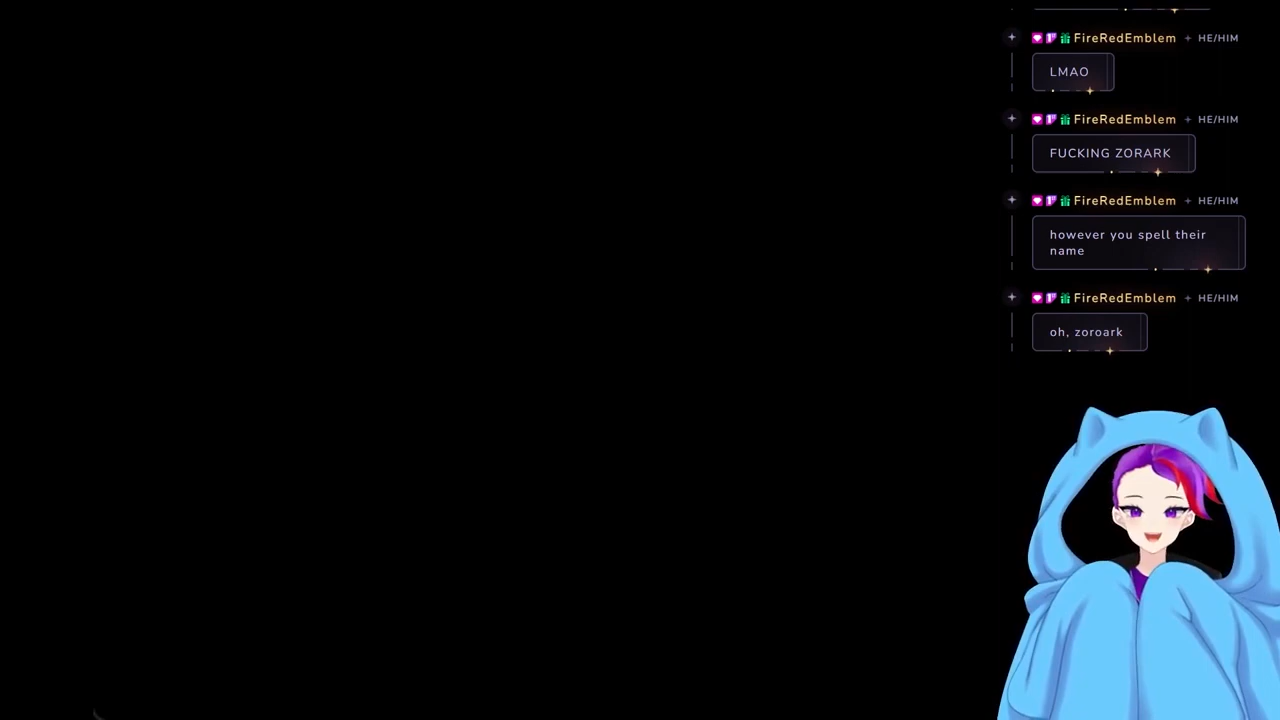 FireRedEmblem HE/HIM
LMAO
FireRedEmblem HE/HIM
FUCKING ZORARK
FireRedEmblem HE/HIM
however you spell their
name
FireRedEmblem HE/HIM
oh, zoroark